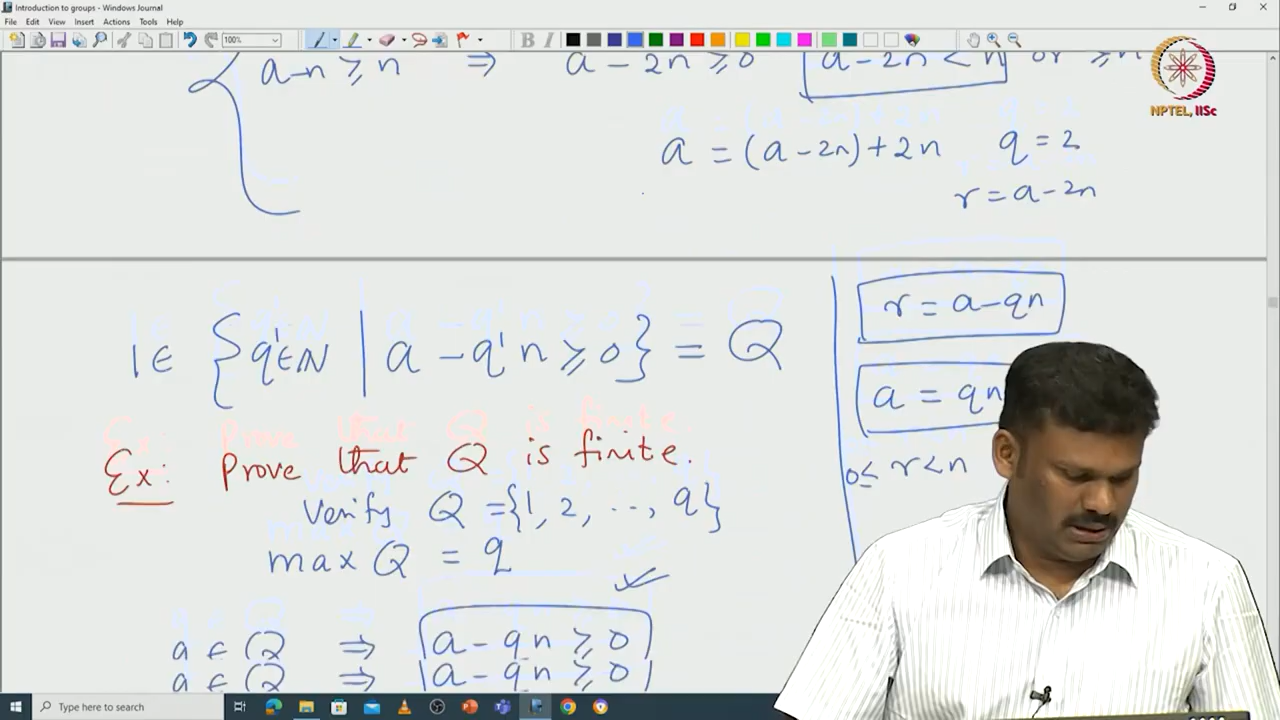 Introduction to groups - Windows Journal
File Edit View Insert Actions Tools Help
100%
B I
a-n ≥ n ⇒ a - 2n ≥ 0 a - 2n < n or ≥ n
NPTEL, IISc
a = (a - 2n) + 2n q = 2
r = a - 2n
1 ∈ {q' ∈ N | a - q'n ≥ 0} = Q
r = a - qn
a = qn
0 ≤ r < n
Ex: Prove that Q is finite.
Verify Q = {1, 2, ..., q}
max Q = q
q ∈ Q ⇒ a - qn ≥ 0
q ∈ Q ⇒ a - qn ≥ 0
Type here to search